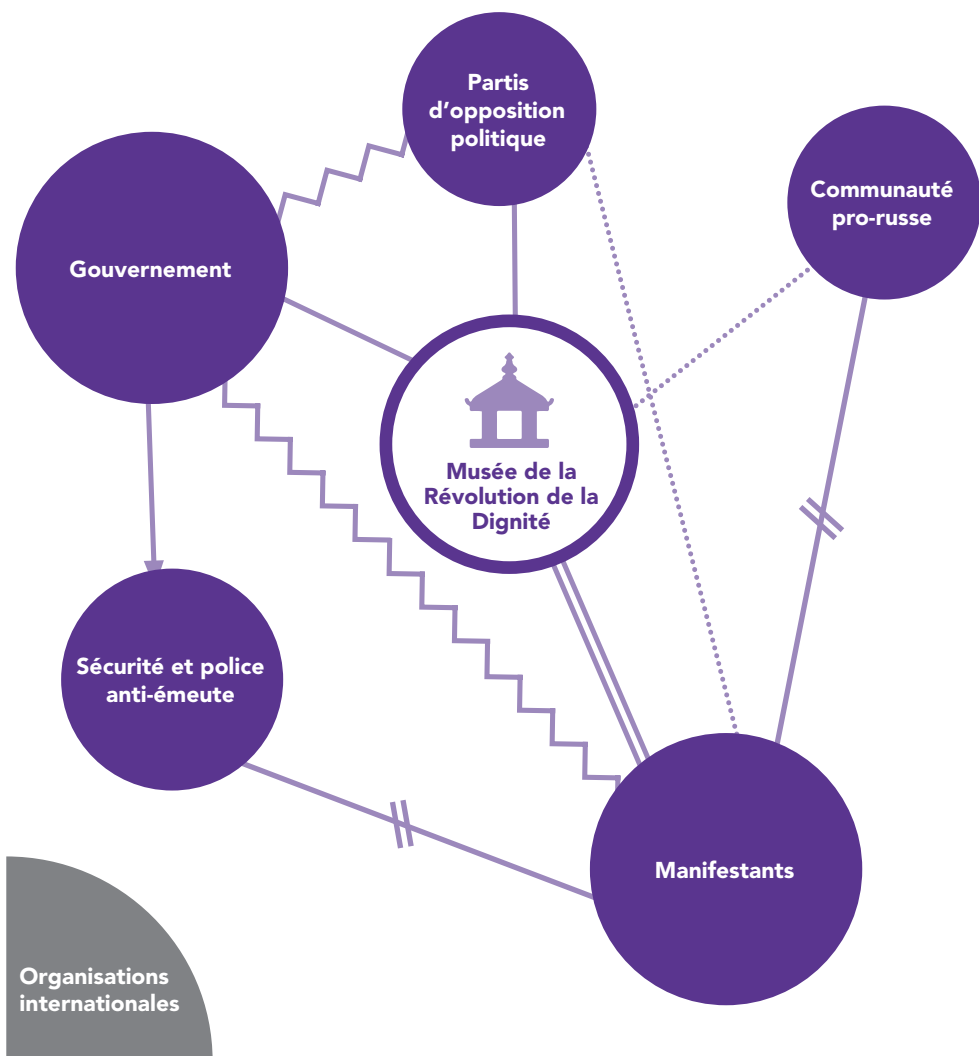 Partis
d’opposition
politique
Communauté
pro-russe
Gouvernement
Musée de la
Révolution de la
Dignité
Sécurité et police
anti-émeute
Manifestants
Organisations
internationales